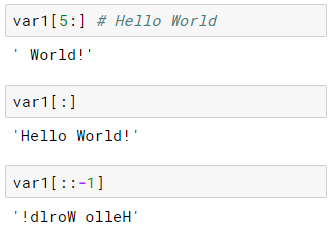 var1[5:] # Hello World
' World!'
var1[:]
'Hello World!'
var1[::-1]
'!dlroW olleH'